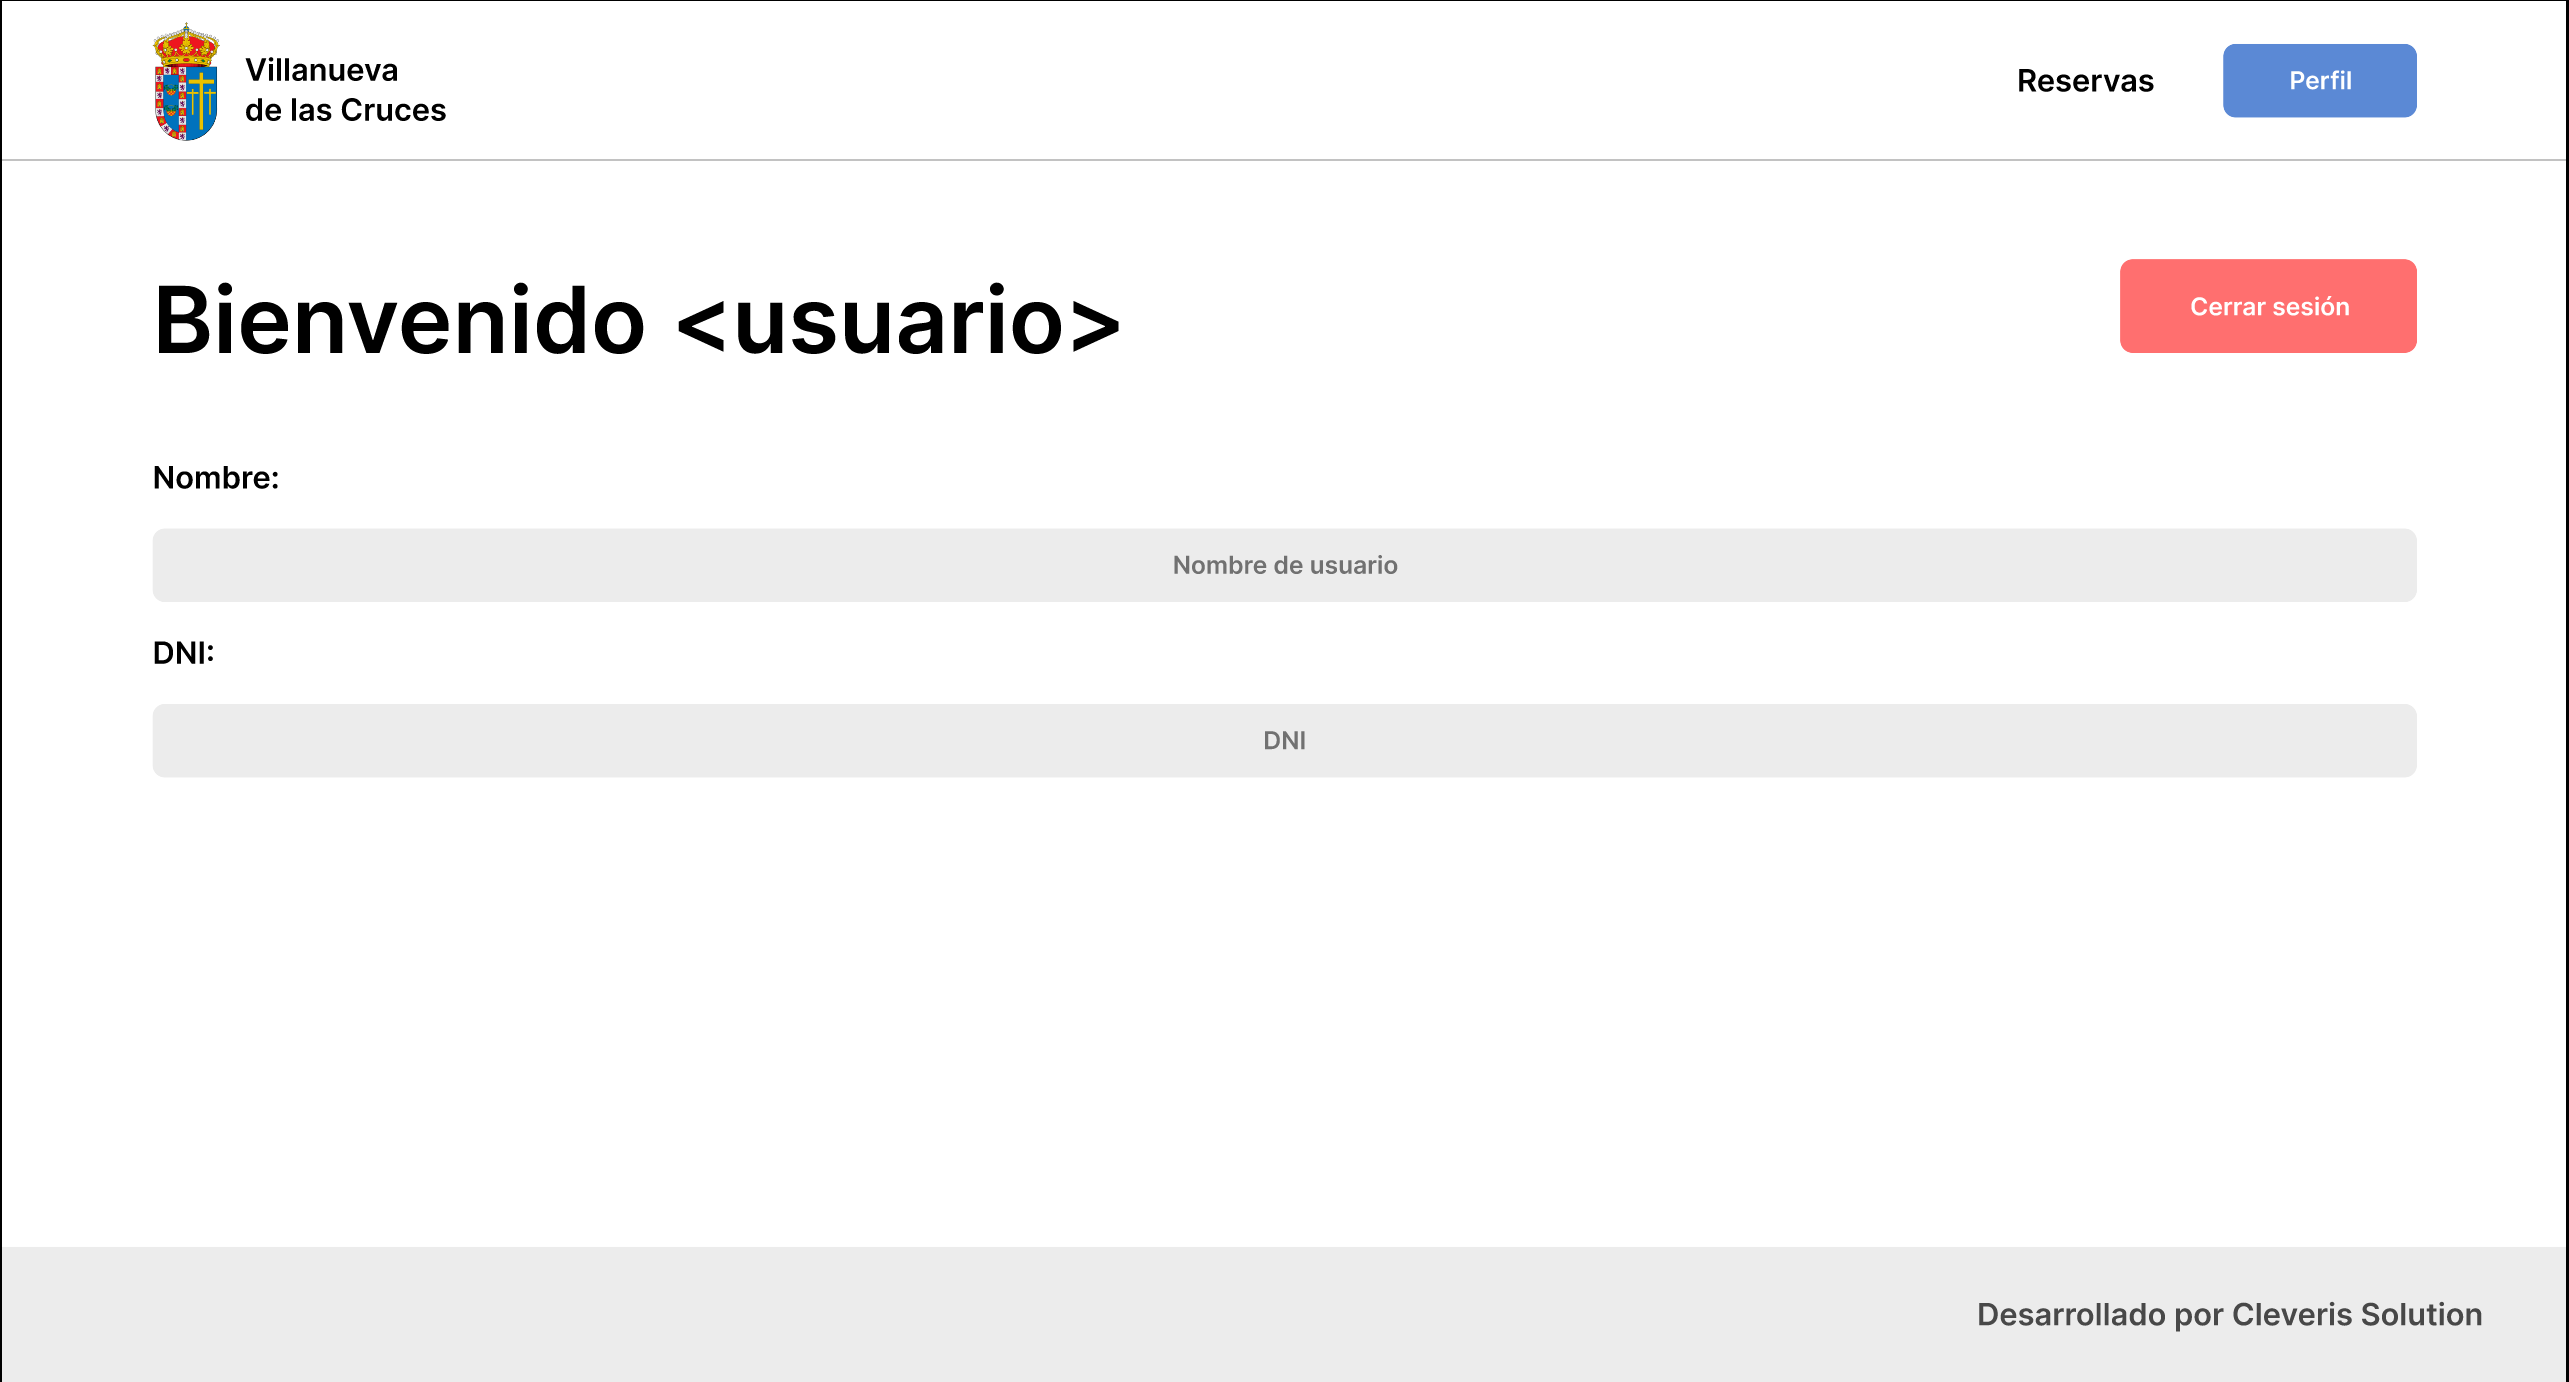 Villanueva
de las Cruces
Reservas
Perfil
Bienvenido <usuario>
Cerrar sesión
Nombre:
Nombre de usuario
DNI:
DNI
Desarrollado por Cleveris Solution